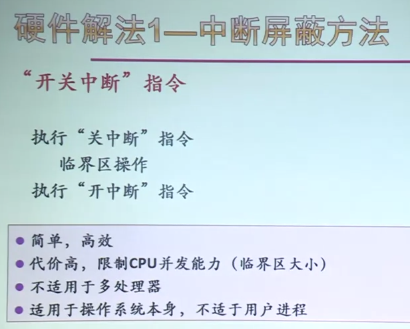 硬件解法1—中断屏蔽方法
“开关中断”指令
执行“关中断”指令
临界区操作
执行“开中断”指令
简单，高效
代价高，限制CPU并发能力（临界区大小）
不适用于多处理器
适用于操作系统本身，不适于用户进程